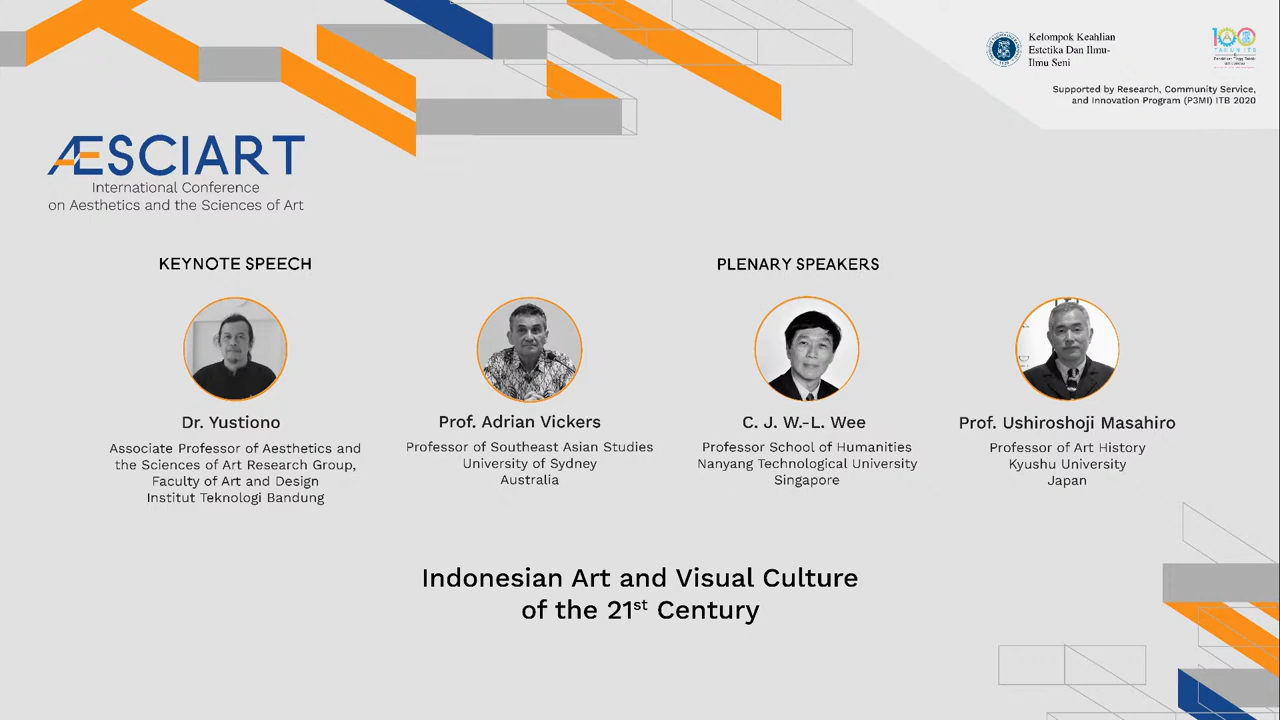 Kelompok Keahlian
Estetika Dan Ilmu-
Ilmu Seni
100
Supported by Research, Community Service,
and Innovation Program (P3MI) ITB 2020
ÆSCIART
International Conference
on Aesthetics and the Sciences of Art
KEYNOTE SPEECH
PLENARY SPEAKERS
Dr. Yustiono
Associate Professor of Aesthetics and
the Sciences of Art Research Group,
Faculty of Art and Design
Institut Teknologi Bandung
Prof. Adrian Vickers
Professor of Southeast Asian Studies
University of Sydney
Australia
C. J. W.-L. Wee
Professor School of Humanities
Nanyang Technological University
Singapore
Prof. Ushiroshoji Masahiro
Professor of Art History
Kyushu University
Japan
Indonesian Art and Visual Culture
of the 21st Century